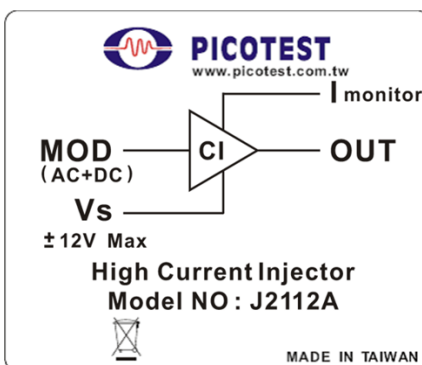 PICOTEST
www.picotest.com.tw
I monitor
MOD
CI
OUT
(AC+DC)
Vs
± 12V Max
High Current Injector
Model NO : J2112A
MADE IN TAIWAN